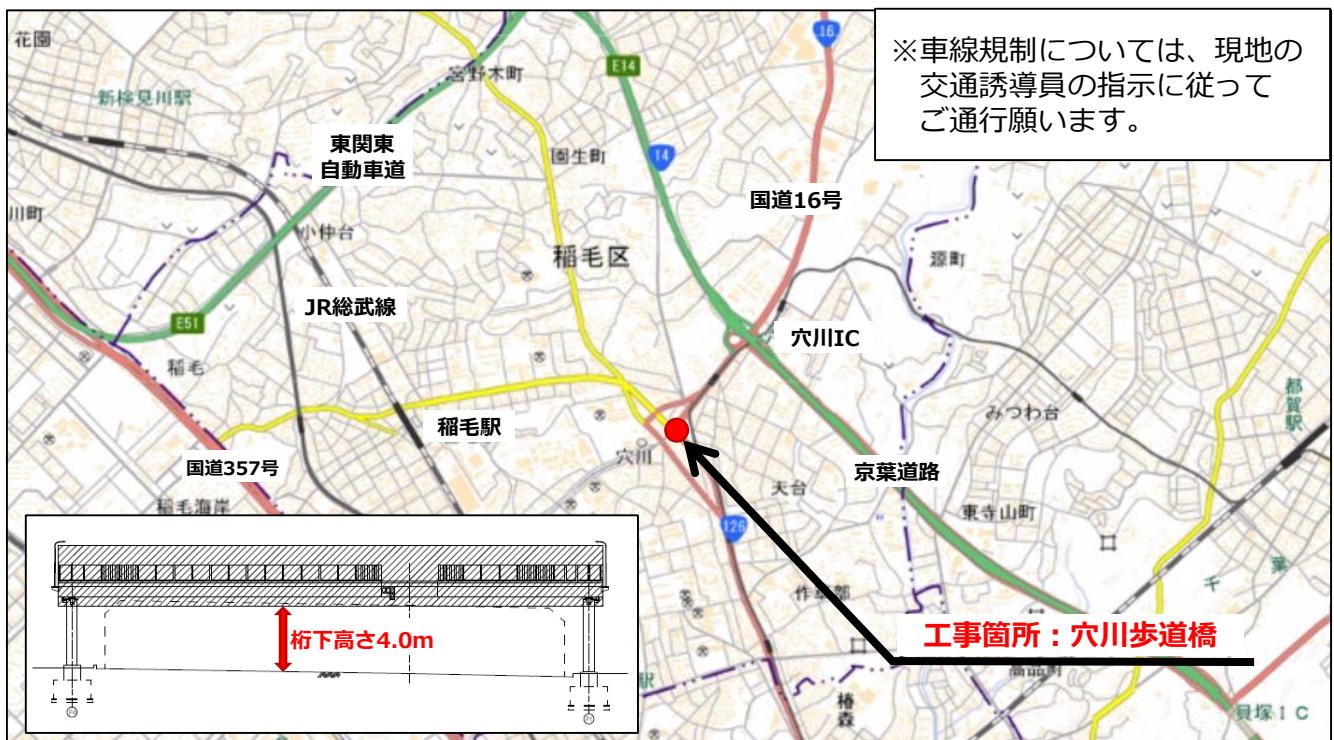 花園
新検見川駅
宮野木町
E14
16
※車線規制については、現地の
交通誘導員の指示に従って
ご通行願います。
東関東
自動車道
園生町
14
国道16号
川町
小仲台
稲毛区
源町
JR総武線
E51
穴川IC
稲毛
都賀駅
みつわ台
稲毛駅
穴川
国道357号
天台
京葉道路
稲毛海岸
126
東寺山町
千葉
作草部
桁下高さ4.0m
工事箇所：穴川歩道橋
高品町
駅
椿森
貝塚IC